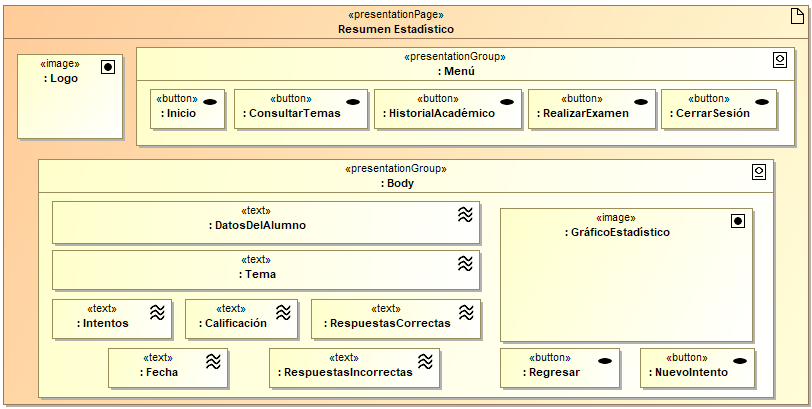 «presentationPage»
Resumen Estadístico
«image»
: Logo
«presentationGroup»
: Menú
«button»
: Inicio
«button»
: ConsultarTemas
«button»
: HistorialAcadémico
«button»
: RealizarExamen
«button»
: CerrarSesión
«presentationGroup»
: Body
«text»
: DatosDelAlumno
«text»
: Tema
«text»
: Intentos
«text»
: Calificación
«text»
: RespuestasCorrectas
«text»
: Fecha
«text»
: RespuestasIncorrectas
«image»
: GráficoEstadístico
«button»
: Regresar
«button»
: NuevoIntento